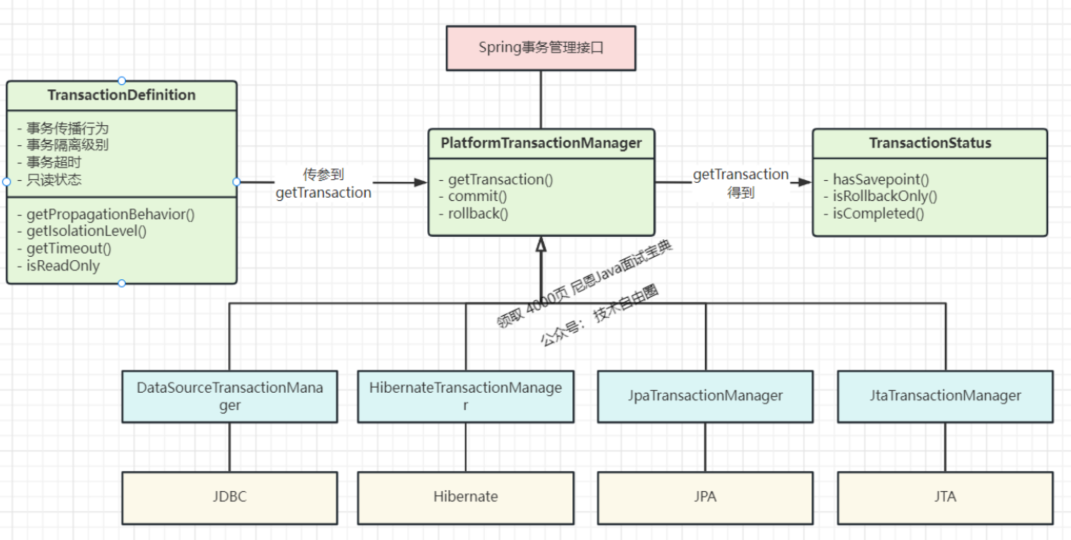 Spring事务管理接口
TransactionDefinition
- 事务传播行为
- 事务隔离级别
- 事务超时
- 只读状态
- getPropagationBehavior()
- getIsolationLevel()
- getTimeout()
- isReadOnly
传参到
getTransaction
PlatformTransactionManager
- getTransaction()
- commit()
- rollback()
getTransaction
得到
TransactionStatus
- hasSavepoint()
- isRollbackOnly()
- isCompleted()
领取 4000页 尼恩Java面试宝典
公众号： 技术自由圈
DataSourceTransactionMana
ger
HibernateTransactionManage
r
JpaTransactionManager
JtaTransactionManager
JDBC
Hibernate
JPA
JTA